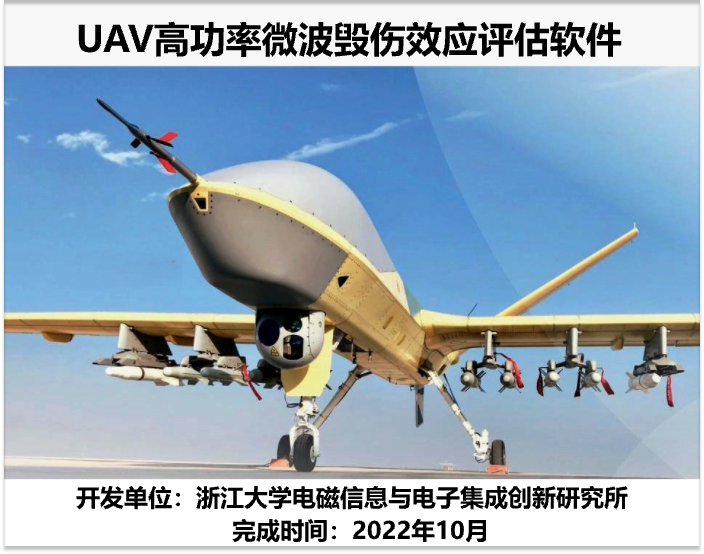 UAV高功率微波毁伤效应评估软件
开发单位：浙江大学电磁信息与电子集成创新研究所
完成时间：2022年10月